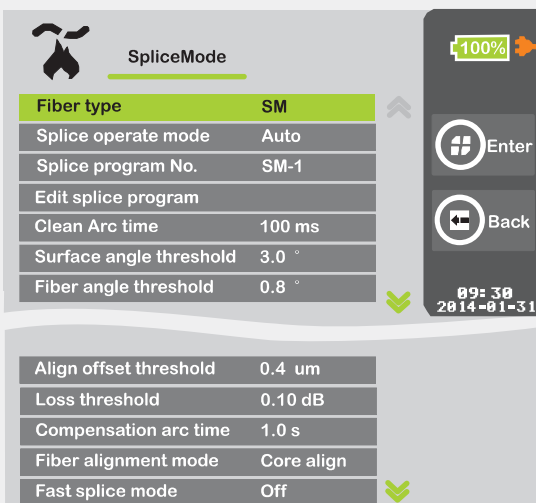 SpliceMode
100%
Fiber type SM
Splice operate mode Auto
Splice program No. SM-1
Edit splice program
Clean Arc time 100 ms
Surface angle threshold 3.0 °
Fiber angle threshold 0.8 °
Enter
Back
09:30
2014-01-31
Align offset threshold 0.4 um
Loss threshold 0.10 dB
Compensation arc time 1.0 s
Fiber alignment mode Core align
Fast splice mode Off